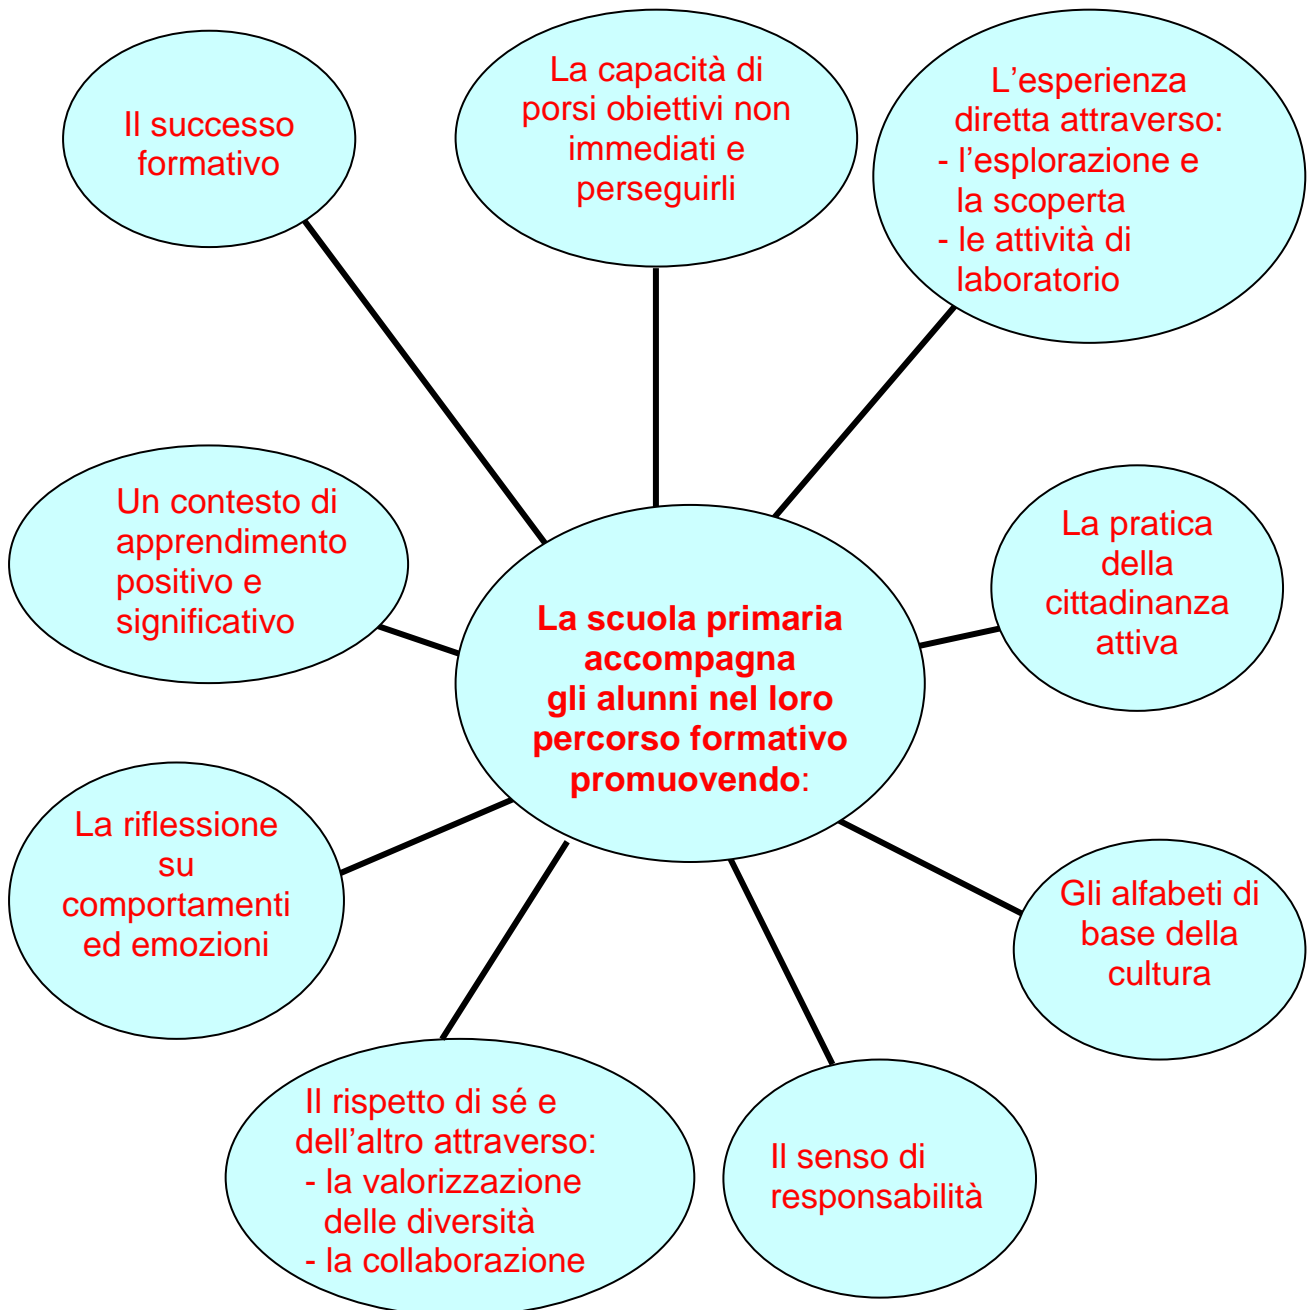 Il successo
formativo
La capacità di
porsi obiettivi non
immediati e
perseguirli
L’esperienza
diretta attraverso:
- l’esplorazione e
la scoperta
- le attività di
laboratorio
Un contesto di
apprendimento
positivo e
significativo
La scuola primaria
accompagna
gli alunni nel loro
percorso formativo
promuovendo:
La pratica
della
cittadinanza
attiva
La riflessione
su
comportamenti
ed emozioni
Gli alfabeti di
base della
cultura
Il rispetto di sé e
dell’altro attraverso:
- la valorizzazione
delle diversità
- la collaborazione
Il senso di
responsabilità